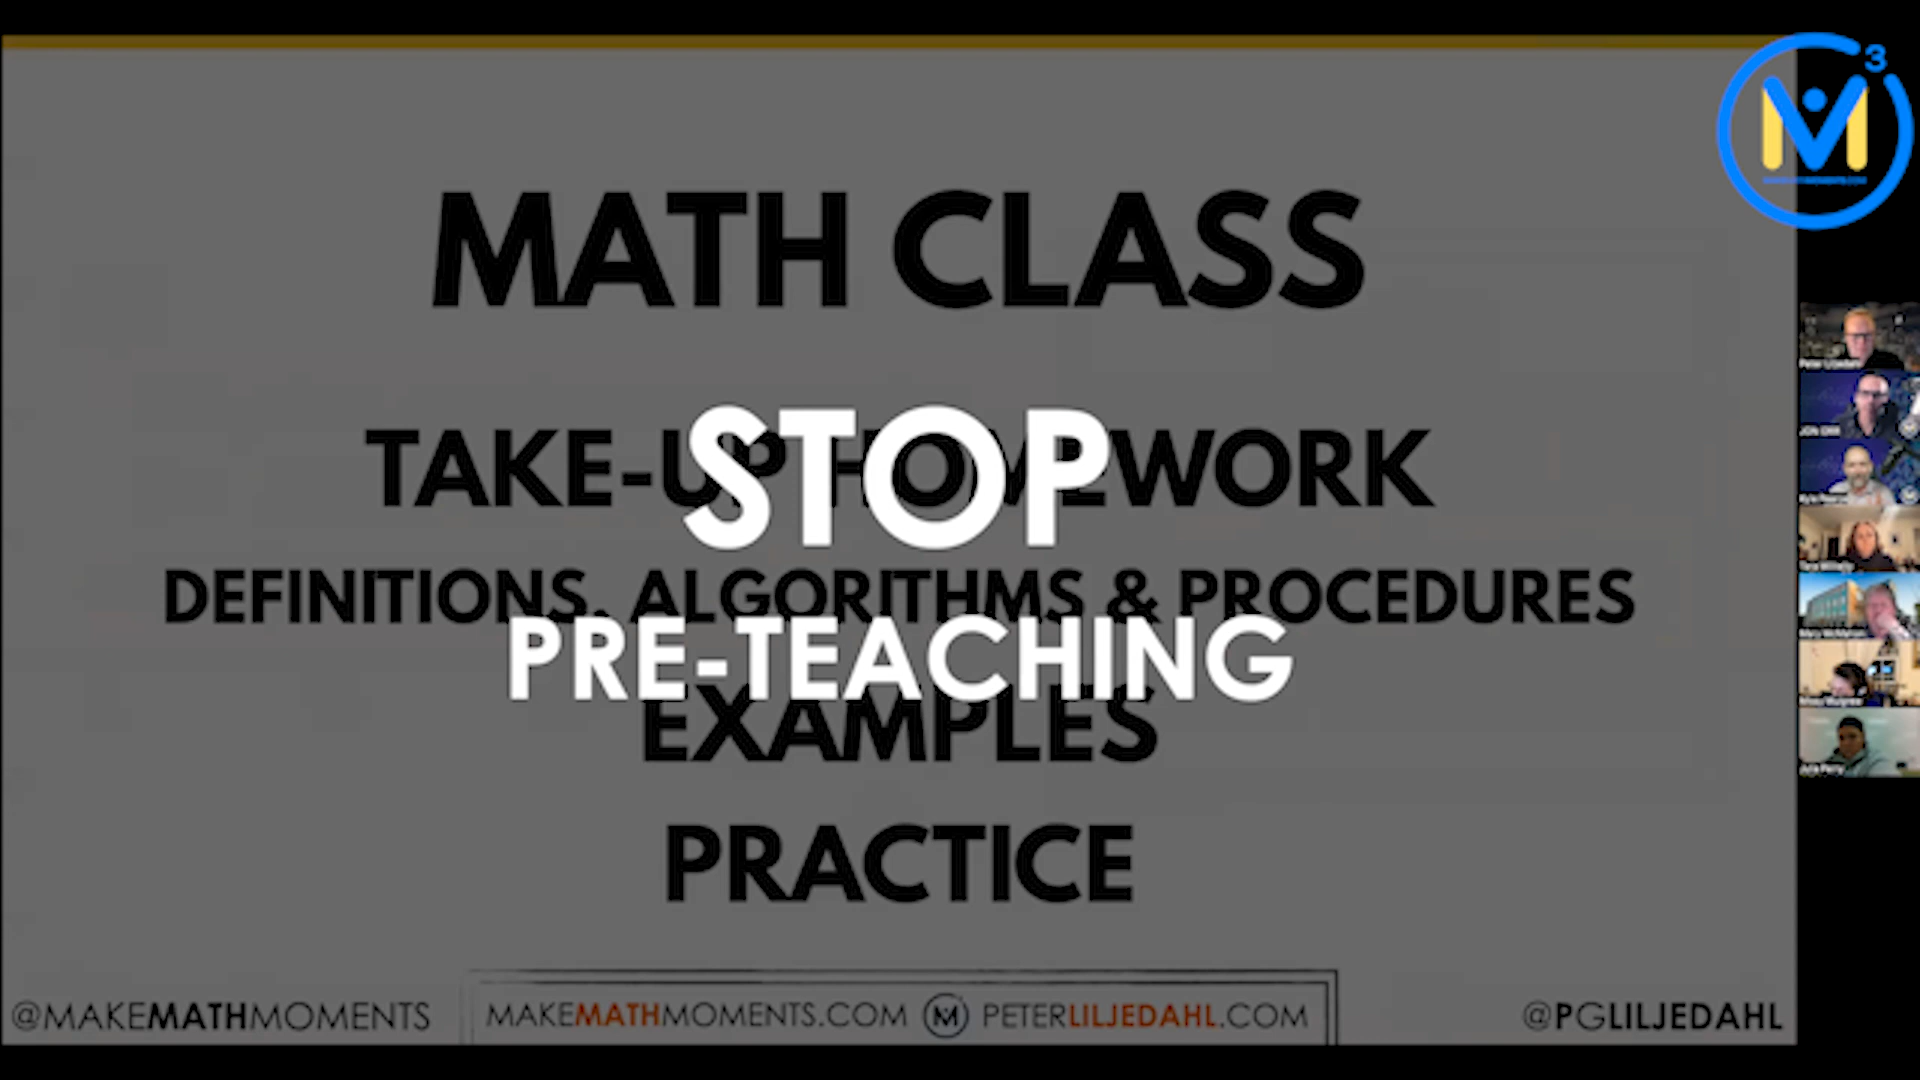 3
MATH CLASS
TAKE-UP HOMEWORK
STOP
DEFINITIONS, ALGORITHMS & PROCEDURES
PRE-TEACHING
EXAMPLES
PRACTICE
@MAKEMATHMOMENTS
MAKEMATHMOMENTS.COM M PETERLILJEDAHL.COM
@PGLILJEDAHL